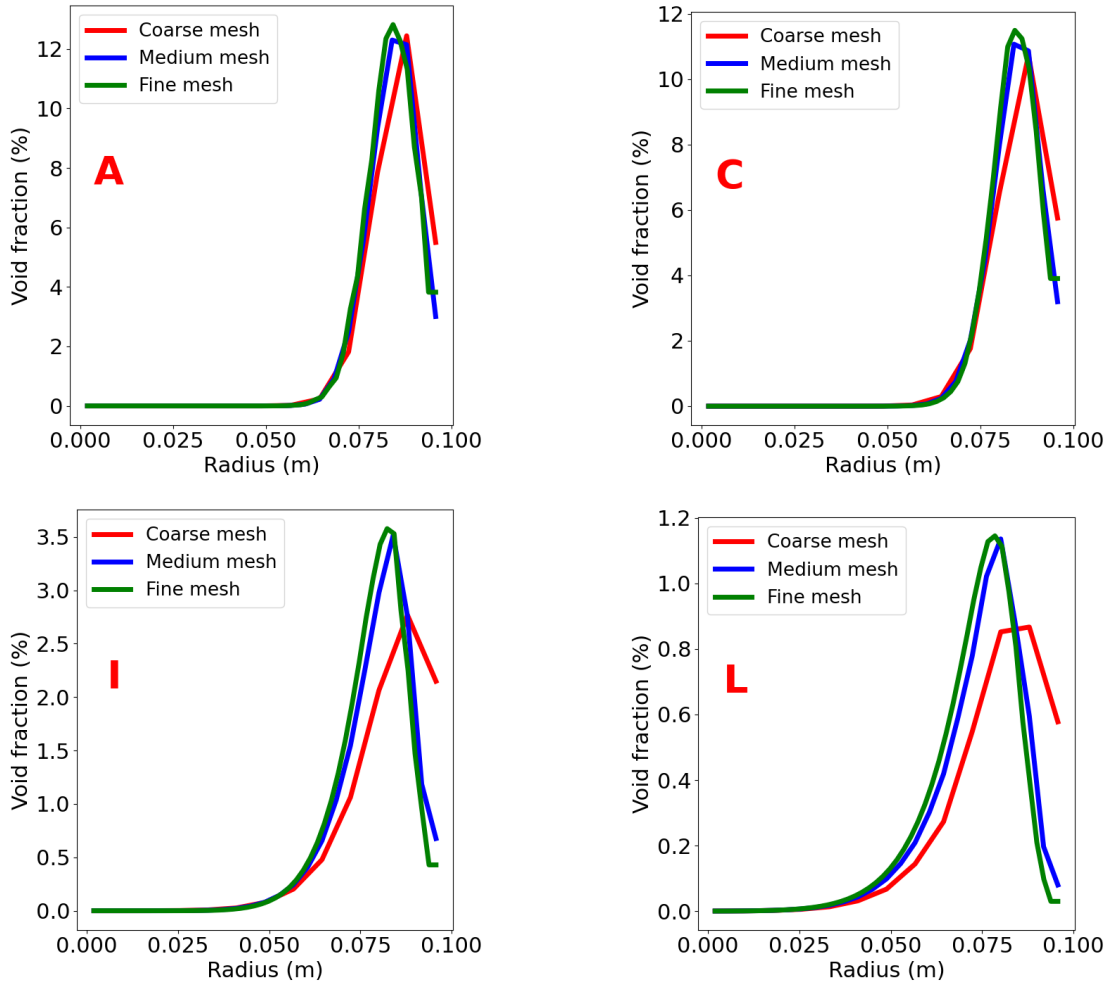 Coarse mesh
Medium mesh
Fine mesh
A
Void fraction (%)
12
10
8
6
4
2
0
0.000 0.025 0.050 0.075 0.100
Radius (m)
Coarse mesh
Medium mesh
Fine mesh
C
Void fraction (%)
12
10
8
6
4
2
0
0.000 0.025 0.050 0.075 0.100
Radius (m)
Coarse mesh
Medium mesh
Fine mesh
I
Void fraction (%)
3.5
3.0
2.5
2.0
1.5
1.0
0.5
0.0
0.000 0.025 0.050 0.075 0.100
Radius (m)
Coarse mesh
Medium mesh
Fine mesh
L
Void fraction (%)
1.2
1.0
0.8
0.6
0.4
0.2
0.0
0.000 0.025 0.050 0.075 0.100
Radius (m)